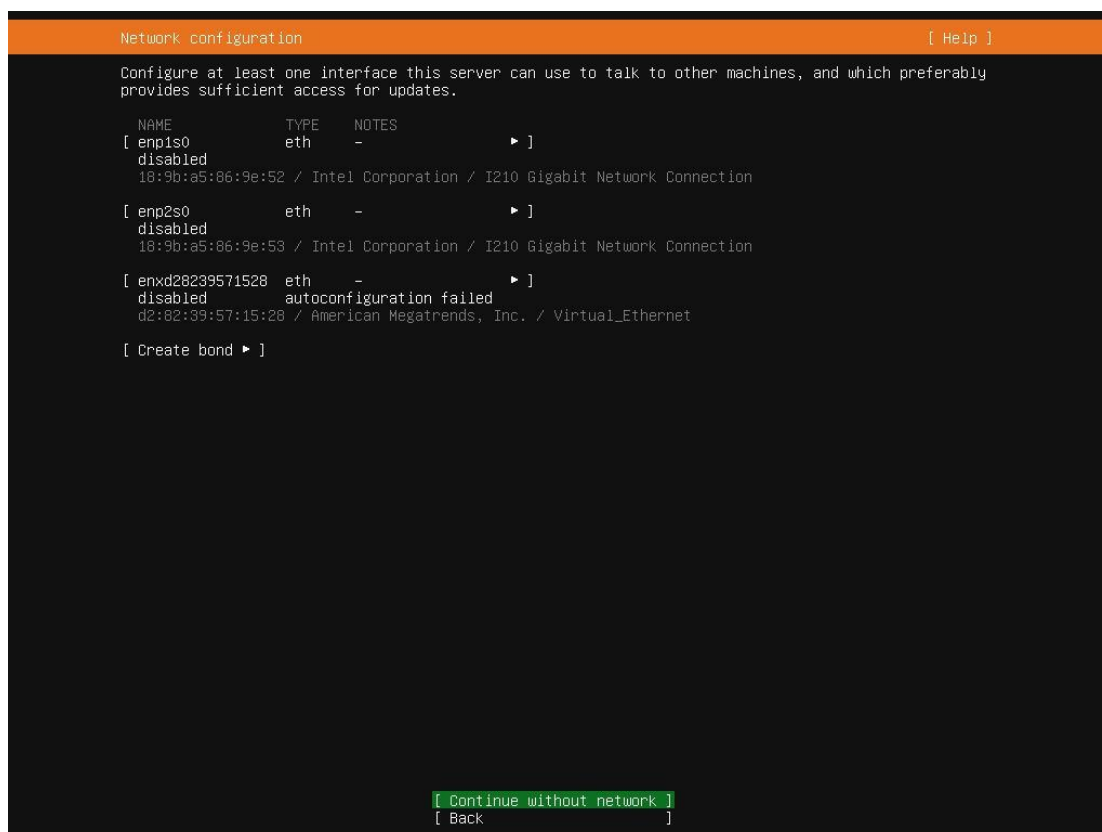 Network configuration [ Help ]
Configure at least one interface this server can use to talk to other machines, and which preferably
provides sufficient access for updates.
NAME TYPE NOTES
[ enp1s0 eth - ▸ ]
disabled
18:9b:a5:86:9e:52 / Intel Corporation / I210 Gigabit Network Connection
[ enp2s0 eth - ▸ ]
disabled
18:9b:a5:86:9e:53 / Intel Corporation / I210 Gigabit Network Connection
[ enxd28239571528 eth - ▸ ]
disabled autoconfiguration failed
d2:82:39:57:15:28 / American Megatrends, Inc. / Virtual_Ethernet
[ Create bond ▸ ]
[ Continue without network ]
[ Back ]